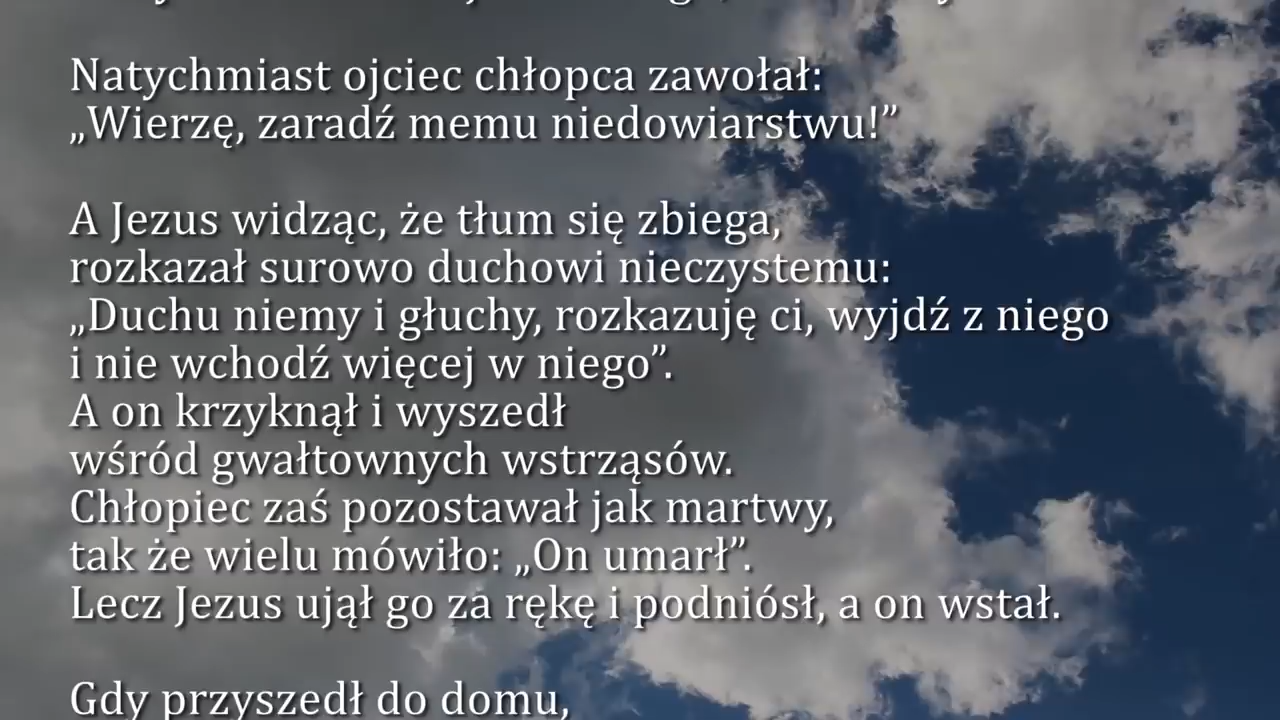 Natychmiast ojciec chłopca zawołał:
„Wierzę, zaradź memu niedowiarstwu!”
A Jezus widząc, że tłum się zbiega,
rozkazał surowo duchowi nieczystemu:
„Duchu niemy i głuchy, rozkazuję ci, wyjdź z niego
i nie wchodź więcej w niego”.
A on krzyknął i wyszedł
wśród gwałtownych wstrząsów.
Chłopiec zaś pozostawał jak martwy,
tak że wielu mówiło: „On umarł”.
Lecz Jezus ujął go za rękę i podniósł, a on wstał.
Gdy przyszedł do domu,